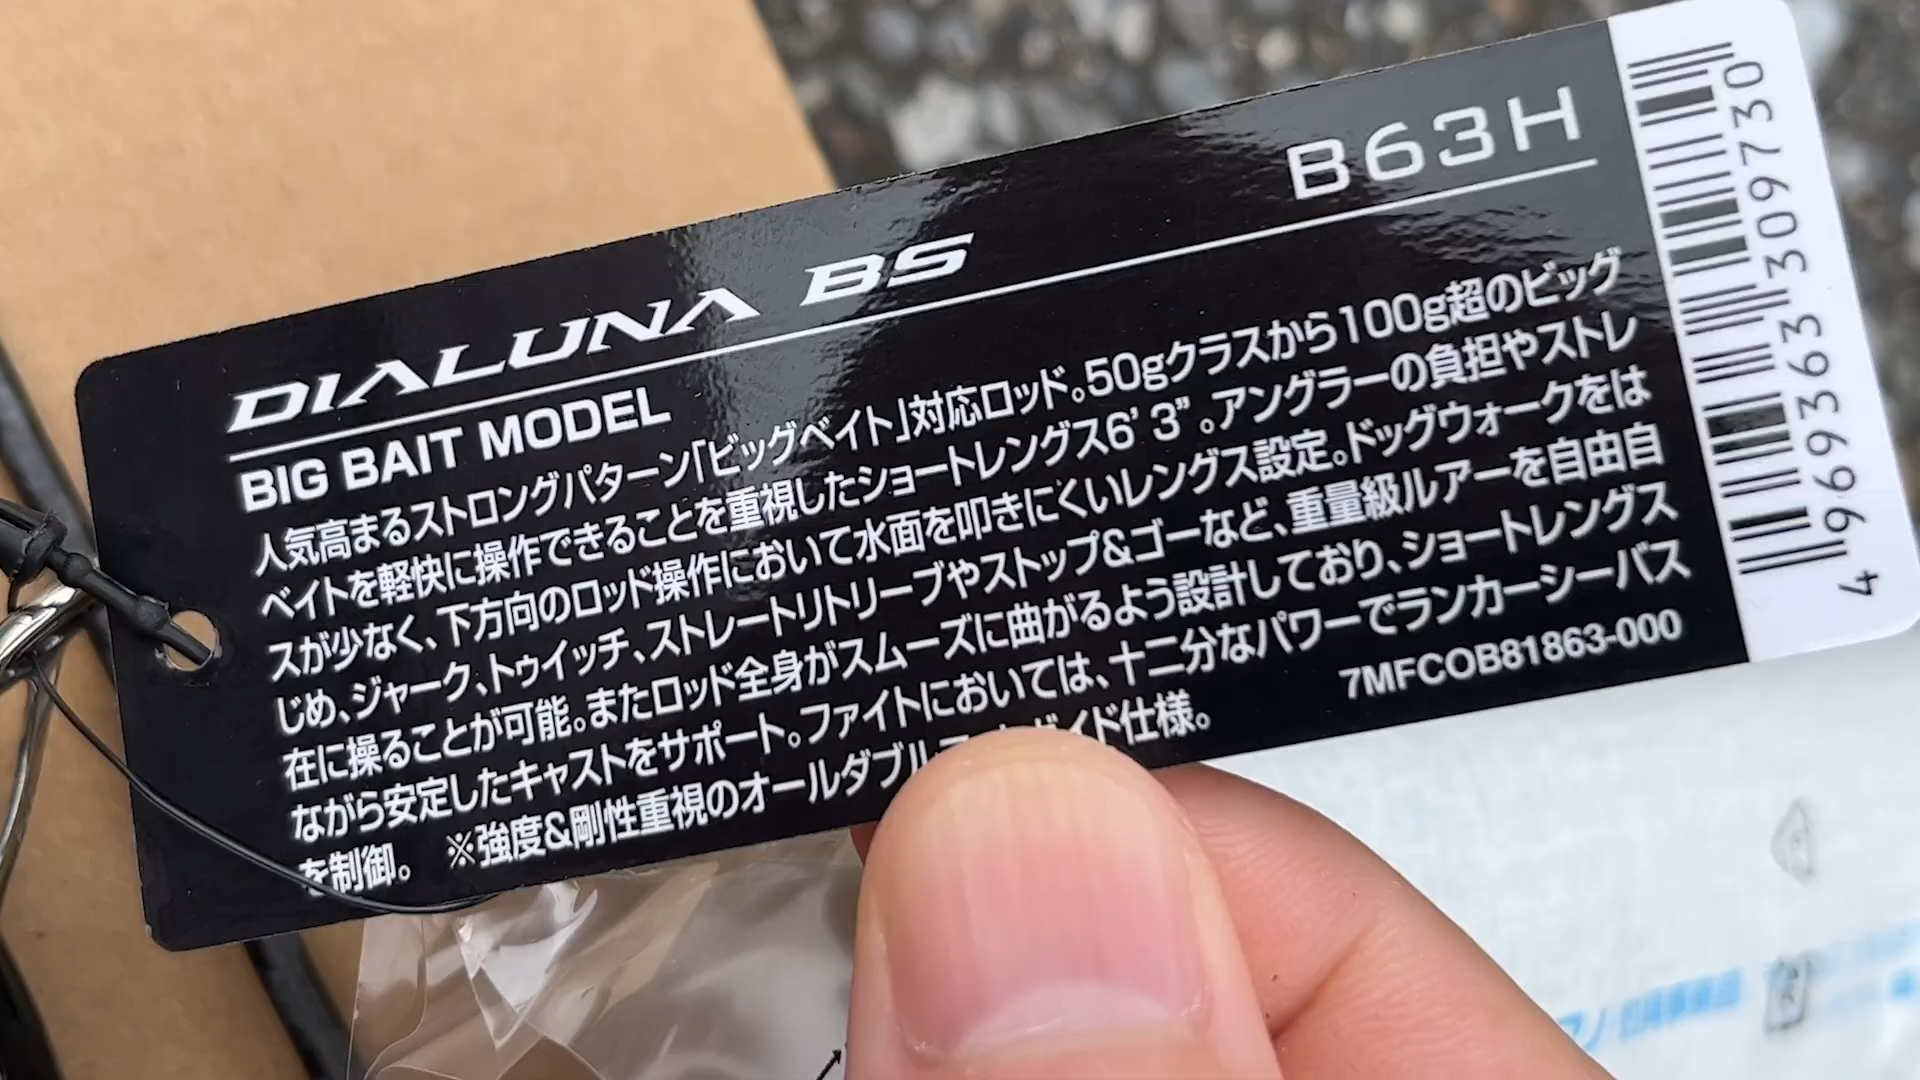 DIALUNA BS B63H
BIG BAIT MODEL
人気高まるストロングパターン「ビッグベイト」対応ロッド。50gクラスから100g超のビッグ
ベイトを軽快に操作できることを重視したショートレングス6'3"。アングラーの負担やストレ
スが少なく、下方向のロッド操作において水面を叩きにくいレングス設定。ドッグウォークをは
じめ、ジャーク、トゥイッチ、ストレートリトリーブやストップ&ゴーなど、重量級ルアーを自由自
在に操ることが可能。またロッド全身がスムーズに曲がるよう設計しており、ショートレングス
ながら安定したキャストをサポート。ファイトにおいては、十二分なパワーでランカーシーバス
を制御。 ※強度&剛性重視のオールダブル ガイド仕様。
7MFCOB81863-000
4 969363 309730